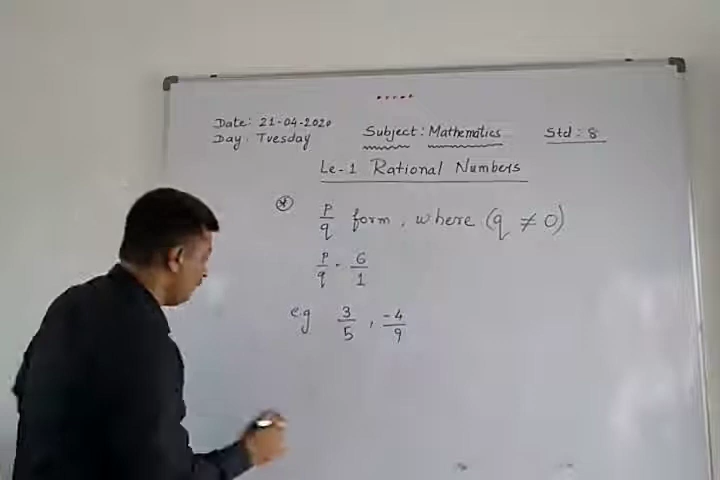 Date: 21-04-2020 Subject: Mathematics Std: 8
Day: Tuesday
Le-1 Rational Numbers
* p/q form, where (q ≠ 0)
p/q = 6/1
e.g 3/5, -4/9